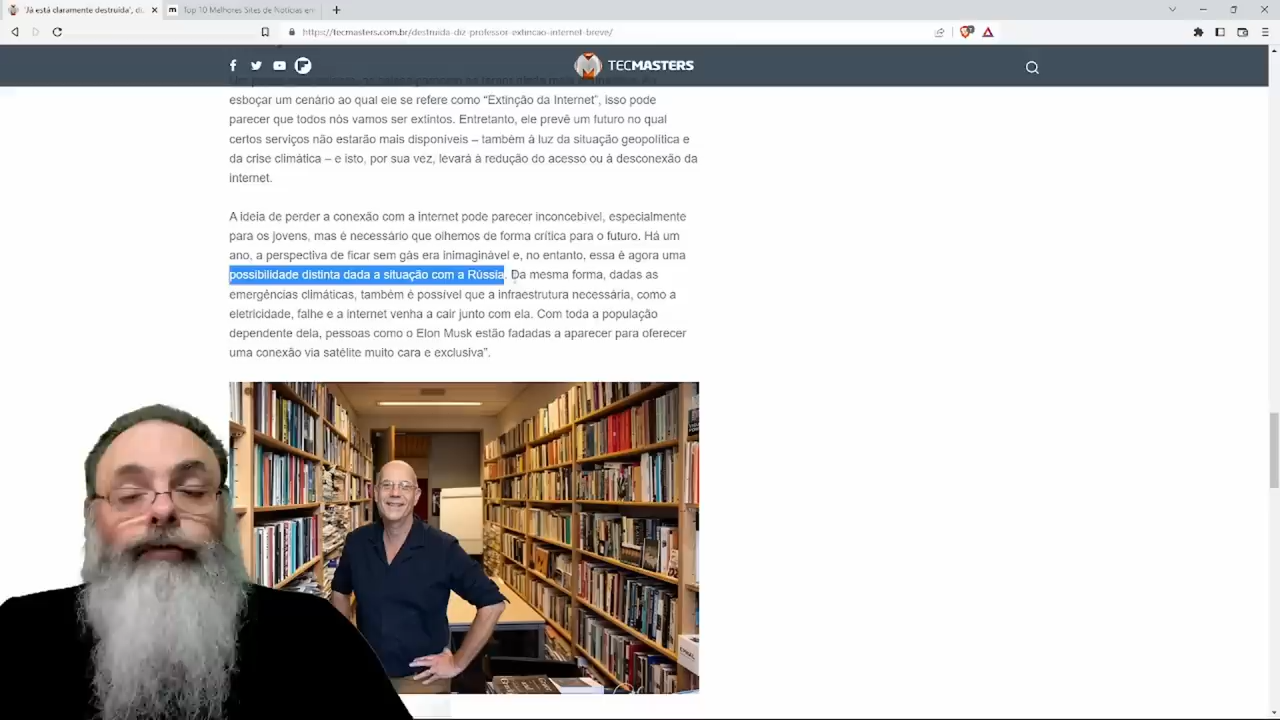 "Já está claramente destruída", di
Top 10 Melhores Sites de Notícias em
https://tecmasters.com.br/destruida-diz-professor-extincao-internet-breve/
TECMASTERS
esboçar um cenário ao qual ele se refere como “Extinção da Internet”, isso pode
parecer que todos nós vamos ser extintos. Entretanto, ele prevê um futuro no qual
certos serviços não estarão mais disponíveis – também à luz da situação geopolítica e
da crise climática – e isto, por sua vez, levará à redução do acesso ou à desconexão da
internet.
A ideia de perder a conexão com a internet pode parecer inconcebível, especialmente
para os jovens, mas é necessário que olhemos de forma crítica para o futuro. Há um
ano, a perspectiva de ficar sem gás era inimaginável e, no entanto, essa é agora uma
possibilidade distinta dada a situação com a Rússia. Da mesma forma, dadas as
emergências climáticas, também é possível que a infraestrutura necessária, como a
eletricidade, falhe e a internet venha a cair junto com ela. Com toda a população
dependente dela, pessoas como o Elon Musk estão fadadas a aparecer para oferecer
uma conexão via satélite muito cara e exclusiva”.